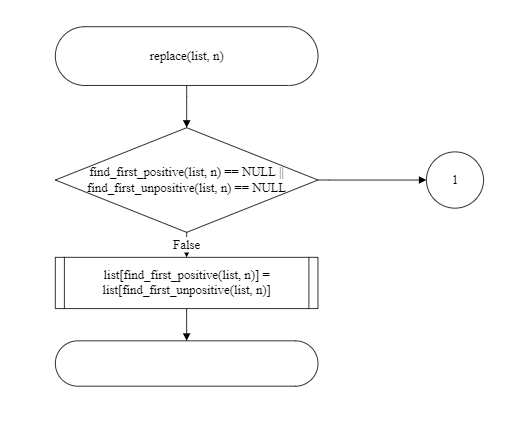 replace(list, n)
find_first_positive(list, n) == NULL ||
find_first_unpositive(list, n) == NULL
1
False
list[find_first_positive(list, n)] =
list[find_first_unpositive(list, n)]